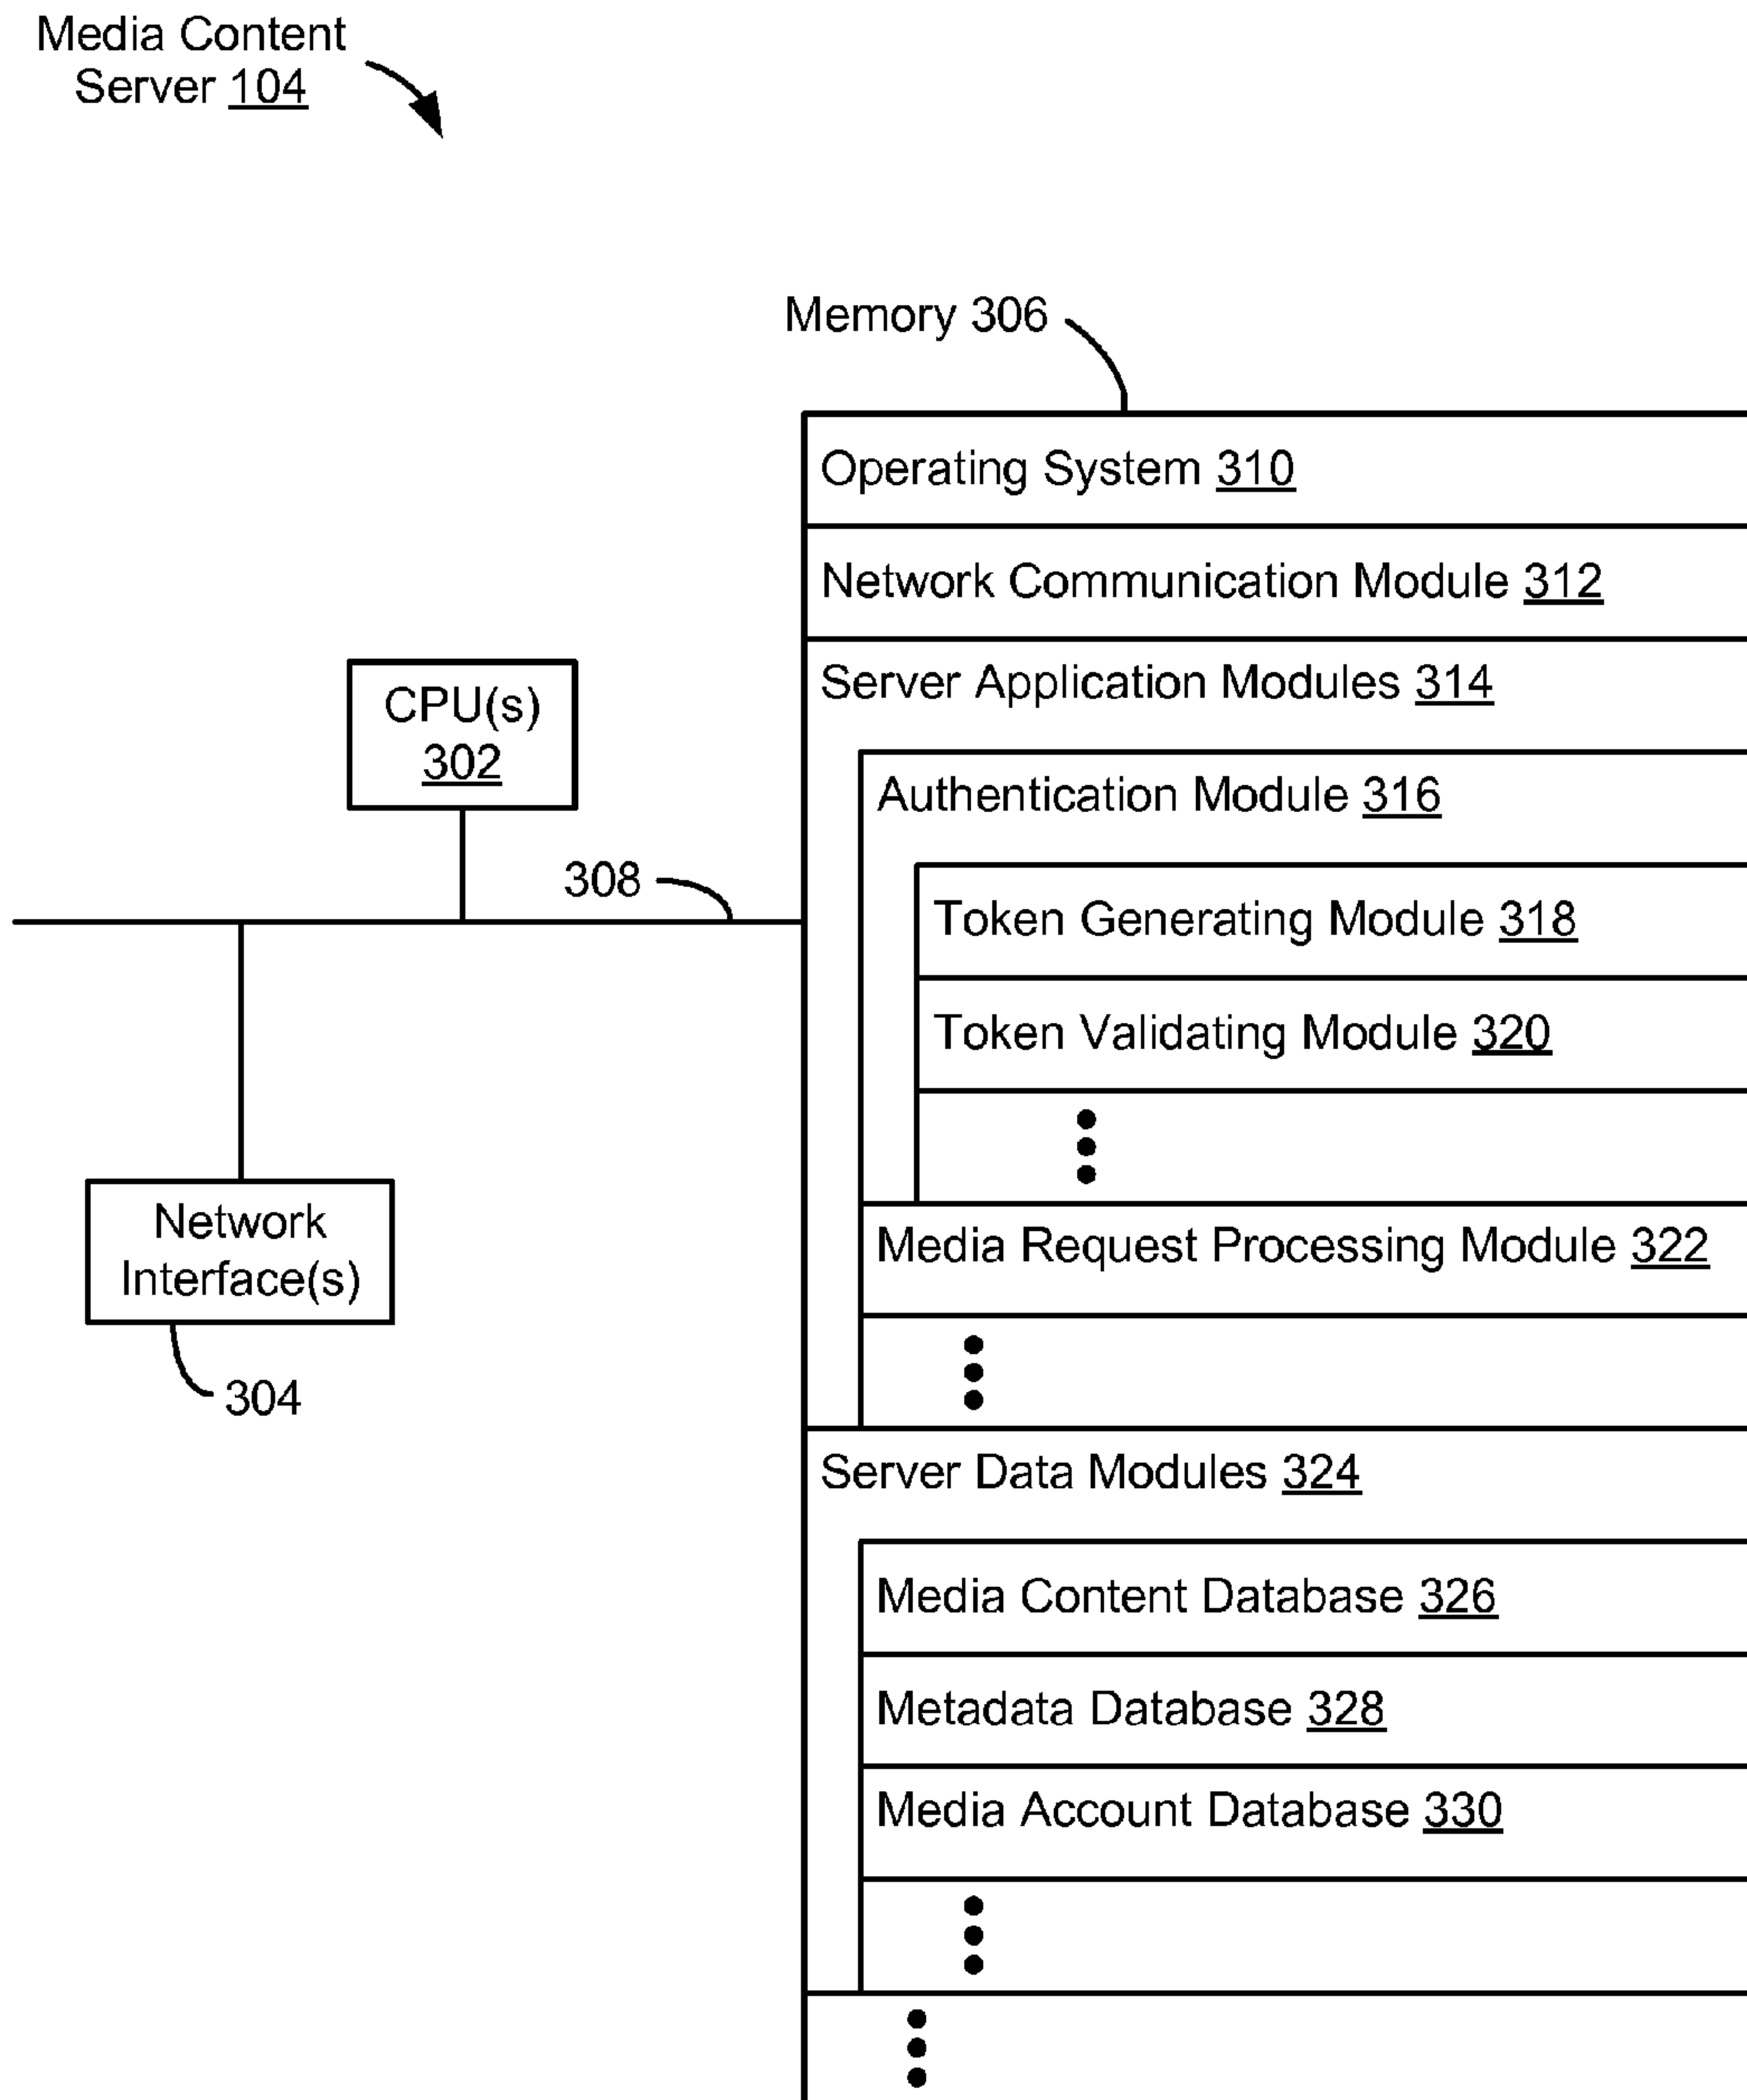 Media Content
Server 104
Memory 306
Operating System 310
Network Communication Module 312
Server Application Modules 314
CPU(s)
302
Authentication Module 316
308
Token Generating Module 318
Token Validating Module 320
Network
Interface(s)
Media Request Processing Module 322
304
Server Data Modules 324
Media Content Database 326
Metadata Database 328
Media Account Database 330